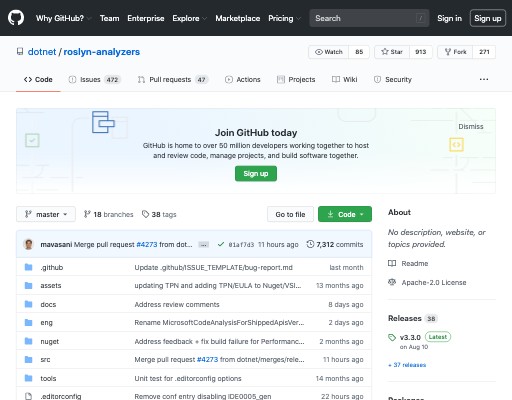 Why GitHub? Team Enterprise Explore Marketplace Pricing Search / Sign in Sign up
dotnet / roslyn-analyzers Watch 85 Star 913 Fork 271
Code Issues 472 Pull requests 47 Actions Projects Wiki Security ...
Dismiss
Join GitHub today
GitHub is home to over 50 million developers working together to host
and review code, manage projects, and build software together.
Sign up
master 18 branches 38 tags Go to file Code
mavasani Merge pull request #4273 from dot... ... 81af7d3 11 hours ago 7,312 commits
.github Update .github/ISSUE_TEMPLATE/bug-report.md last month
assets updating TPN and adding TPN/EULA to Nuget/VSI... 13 months ago
docs Address review comments 8 days ago
eng Rename MicrosoftCodeAnalysisForShippedApisVer... 2 days ago
nuget Address feedback + fix build failure for Performanc... 2 months ago
src Merge pull request #4273 from dotnet/merges/rele... 11 hours ago
tools Unit test for .editorconfig options 14 months ago
.editorconfig Remove conf entry disabling IDE0005_gen 22 hours ago
About
No description, website, or
topics provided.
Readme
Apache-2.0 License
Releases 38
v3.3.0 Latest
on Aug 10
+ 37 releases